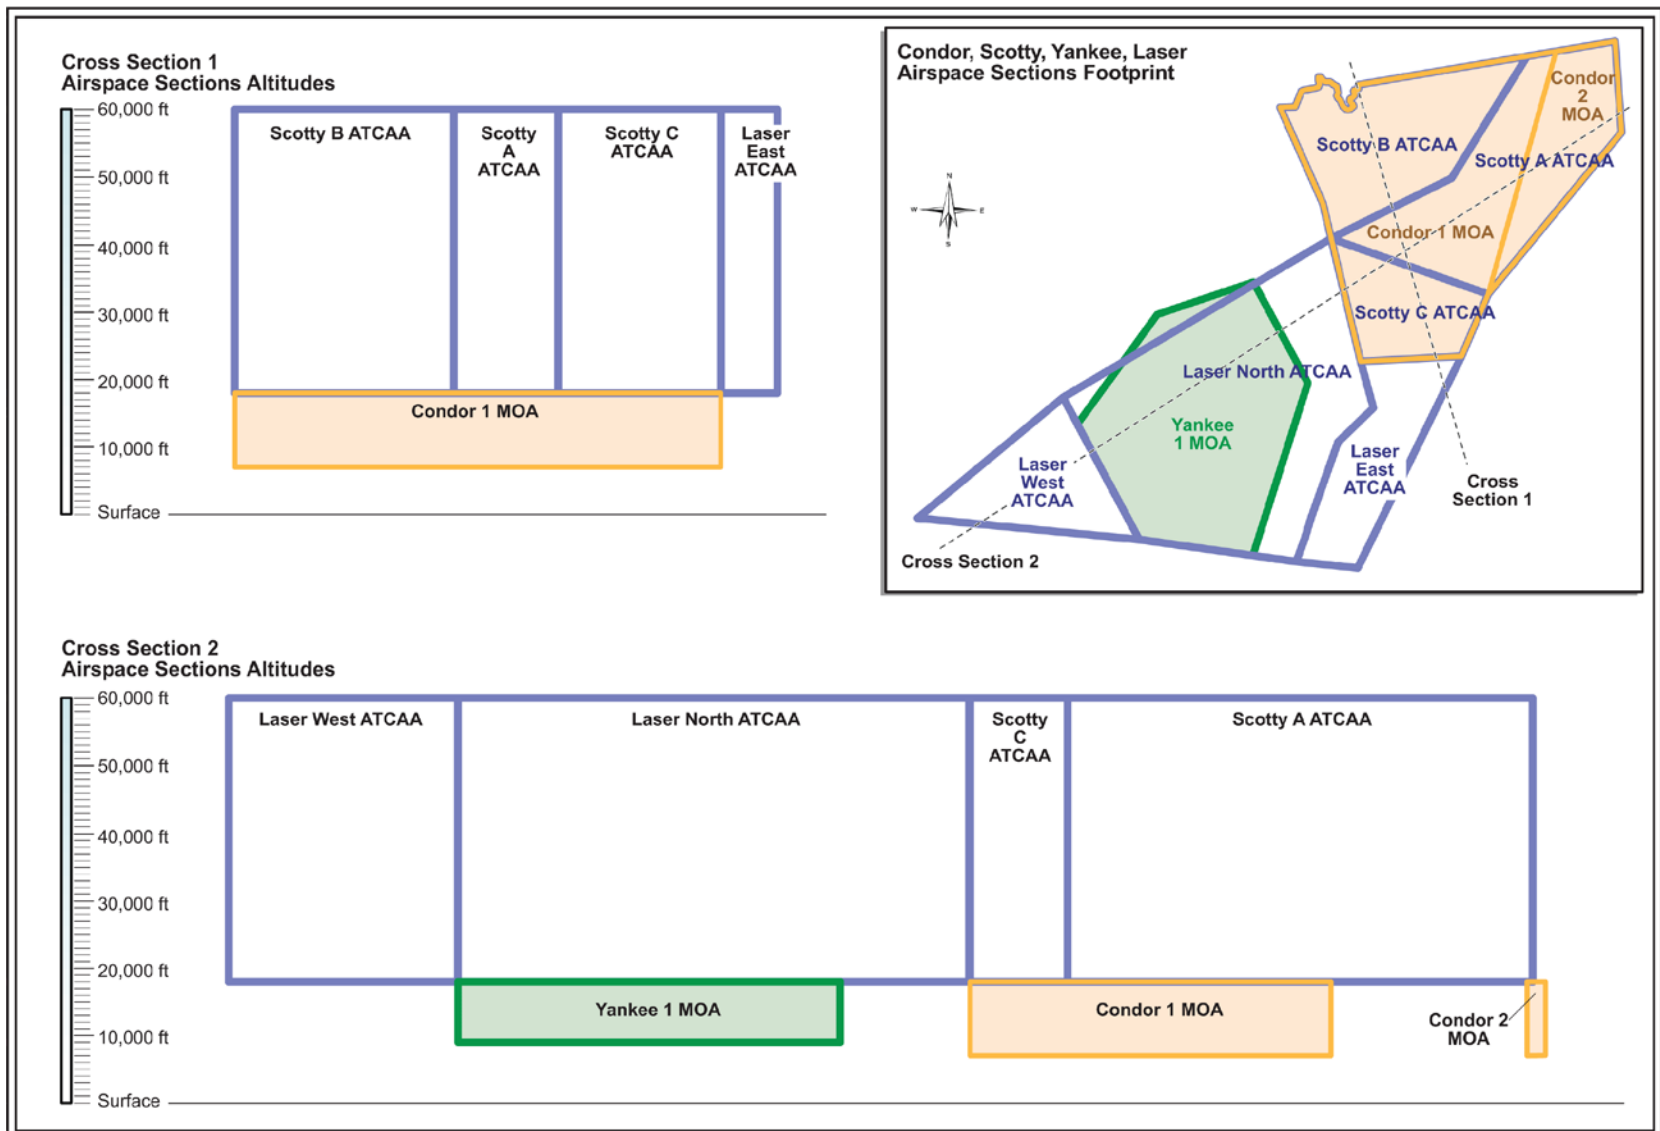 Cross Section 1
Airspace Sections Altitudes
60,000 ft
50,000 ft
40,000 ft
30,000 ft
20,000 ft
10,000 ft
Surface
Scotty B ATCAA
Scotty
A
ATCAA
Scotty C
ATCAA
Laser
East
ATCAA
Condor 1 MOA
Condor, Scotty, Yankee, Laser
Airspace Sections Footprint
N
W
E
S
Condor
2
MOA
Scotty B ATCAA
Scotty A ATCAA
Condor 1 MOA
Scotty C ATCAA
Laser North ATCAA
Yankee
1 MOA
Laser
West
ATCAA
Laser
East
ATCAA
Cross
Section 1
Cross Section 2
Cross Section 2
Airspace Sections Altitudes
60,000 ft
50,000 ft
40,000 ft
30,000 ft
20,000 ft
10,000 ft
Surface
Laser West ATCAA
Laser North ATCAA
Scotty
C
ATCAA
Scotty A ATCAA
Yankee 1 MOA
Condor 1 MOA
Condor 2
MOA